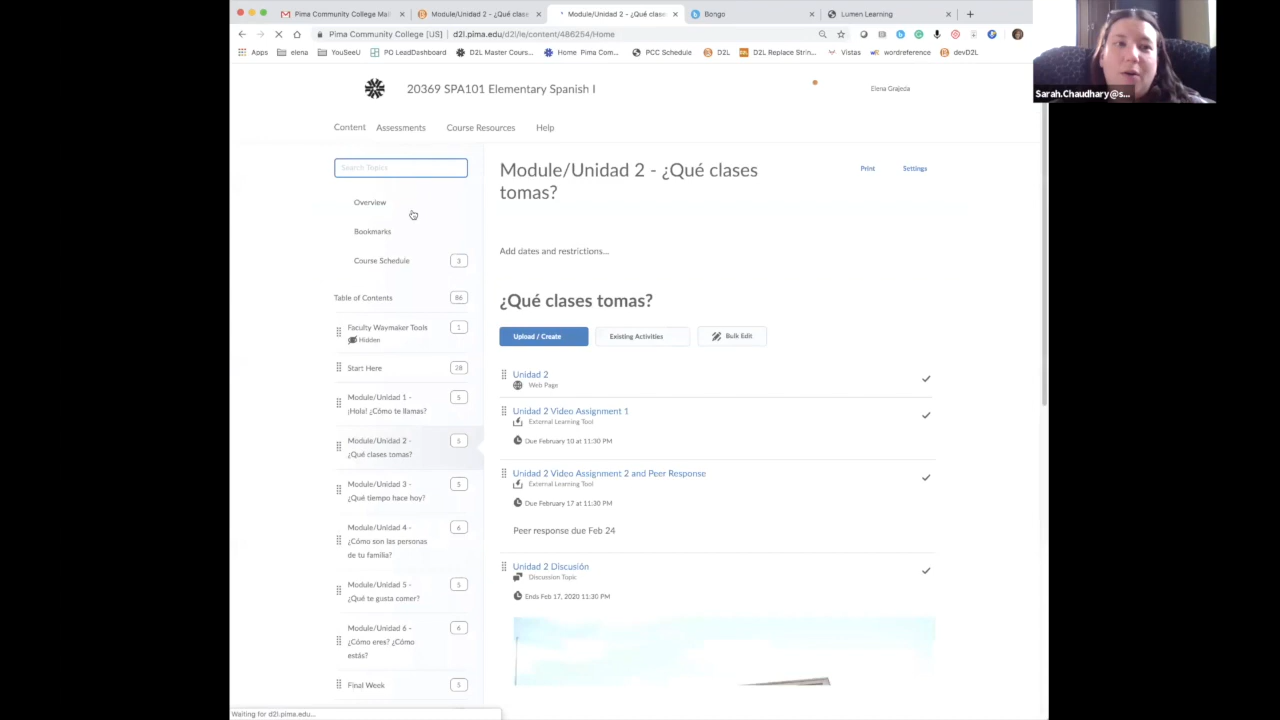 Pima Community College Mai
Module/Unidad 2 - ¿Qué clase
Module/Unidad 2 - ¿Qué clase
Bongo
Lumen Learning
Pima Community College [US]
d2l.pima.edu/d2l/le/content/486254/Home
Apps
elena
YouSeeU
PO LeadDashboard
D2L Master Cours...
Home Pima Com...
PCC Schedule
D2L
D2L Replace Strin...
Vistas
wordreference
devD2L
Sarah.Chaudhary@s...
20369 SPA101 Elementary Spanish I
Elena Grajeda
Content
Assessments
Course Resources
Help
Search Topics
Overview
Bookmarks
Course Schedule
3
Table of Contents
86
Faculty Waymaker Tools
1
Hidden
Start Here
28
Module/Unidad 1 -
5
¡Hola! ¿Cómo te llamas?
Module/Unidad 2 -
5
¿Qué clases tomas?
Module/Unidad 3 -
5
¿Qué tiempo hace hoy?
Module/Unidad 4 -
6
¿Cómo son las personas
de tu familia?
Module/Unidad 5 -
5
¿Qué te gusta comer?
Module/Unidad 6 -
6
¿Cómo eres? ¿Cómo
estás?
Final Week
5
Module/Unidad 2 - ¿Qué clases
tomas?
Print
Settings
Add dates and restrictions...
¿Qué clases tomas?
Upload / Create
Existing Activities
Bulk Edit
Unidad 2
Web Page
Unidad 2 Video Assignment 1
External Learning Tool
Due February 10 at 11:30 PM
Unidad 2 Video Assignment 2 and Peer Response
External Learning Tool
Due February 17 at 11:30 PM
Peer response due Feb 24
Unidad 2 Discusión
Discussion Topic
Ends Feb 17, 2020 11:30 PM
Waiting for d2l.pima.edu...